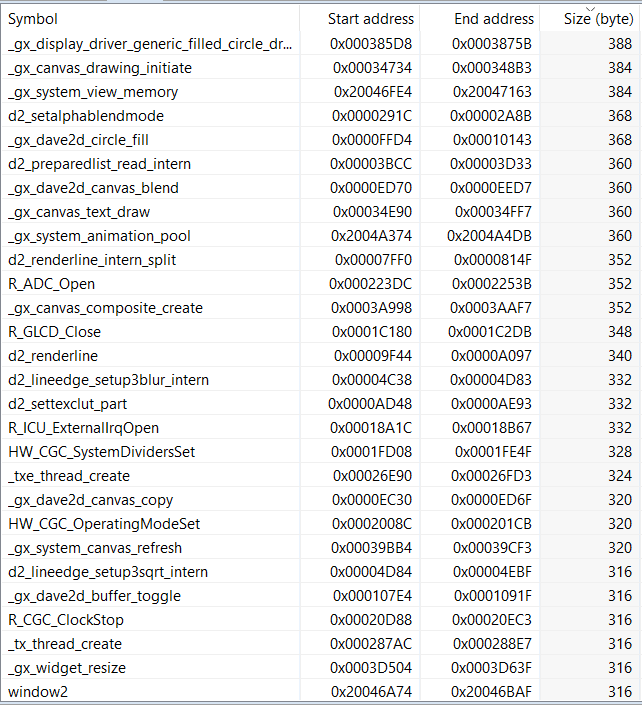 Symbol Start address End address Size (byte)
_gx_display_driver_generic_filled_circle_dr... 0x000385D8 0x0003875B 388
_gx_canvas_drawing_initiate 0x00034734 0x000348B3 384
_gx_system_view_memory 0x20046FE4 0x20047163 384
d2_setalphablendmode 0x0000291C 0x00002A8B 368
_gx_dave2d_circle_fill 0x0000FFD4 0x00010143 368
d2_preparedlist_read_intern 0x00003BCC 0x00003D33 360
_gx_dave2d_canvas_blend 0x0000ED70 0x0000EED7 360
_gx_canvas_text_draw 0x00034E90 0x00034FF7 360
_gx_system_animation_pool 0x2004A374 0x2004A4DB 360
d2_renderline_intern_split 0x00007FF0 0x0000814F 352
R_ADC_Open 0x000223DC 0x0002253B 352
_gx_canvas_composite_create 0x0003A998 0x0003AAF7 352
R_GLCD_Close 0x0001C180 0x0001C2DB 348
d2_renderline 0x00009F44 0x0000A097 340
d2_lineedge_setup3blur_intern 0x00004C38 0x00004D83 332
d2_settexclut_part 0x0000AD48 0x0000AE93 332
R_ICU_ExternalIrqOpen 0x00018A1C 0x00018B67 332
HW_CGC_SystemDividersSet 0x0001FD08 0x0001FE4F 328
_txe_thread_create 0x00026E90 0x00026FD3 324
_gx_dave2d_canvas_copy 0x0000EC30 0x0000ED6F 320
HW_CGC_OperatingModeSet 0x0002008C 0x000201CB 320
_gx_system_canvas_refresh 0x00039BB4 0x00039CF3 320
d2_lineedge_setup3sqrt_intern 0x00004D84 0x00004EBF 316
_gx_dave2d_buffer_toggle 0x000107E4 0x0001091F 316
R_CGC_ClockStop 0x00020D88 0x00020EC3 316
_tx_thread_create 0x000287AC 0x000288E7 316
_gx_widget_resize 0x0003D504 0x0003D63F 316
window2 0x20046A74 0x20046BAF 316